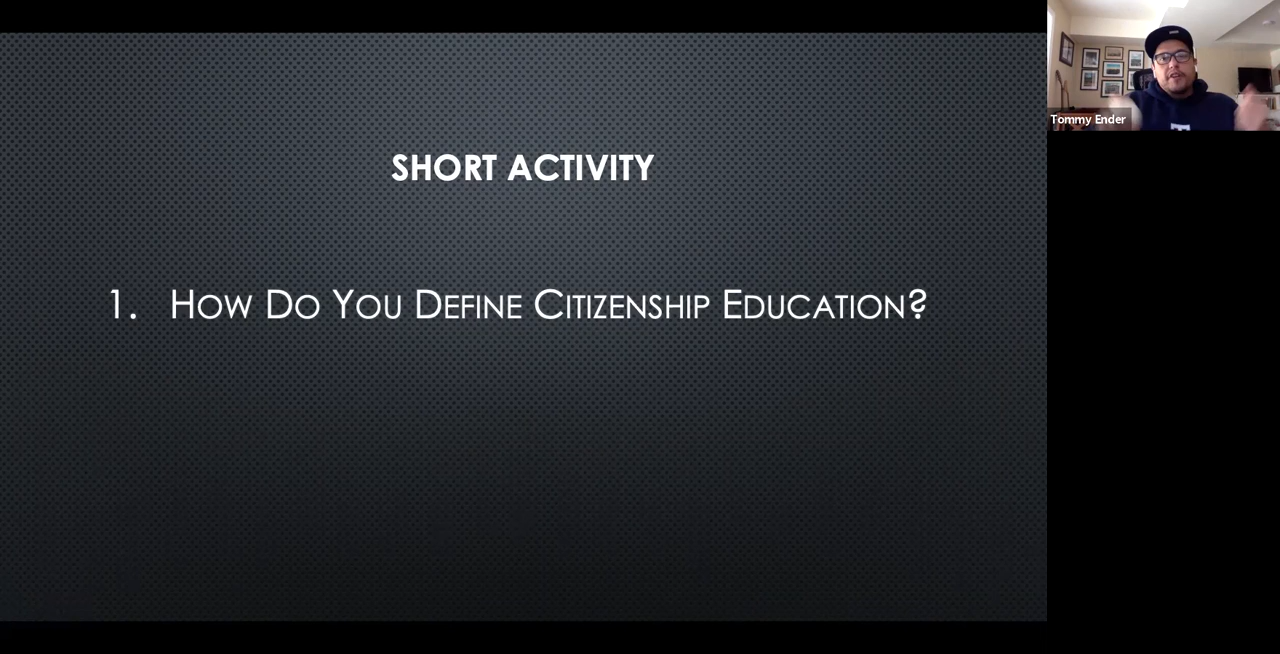 SHORT ACTIVITY
1. How Do You Define Citizenship Education?
Tommy Ender